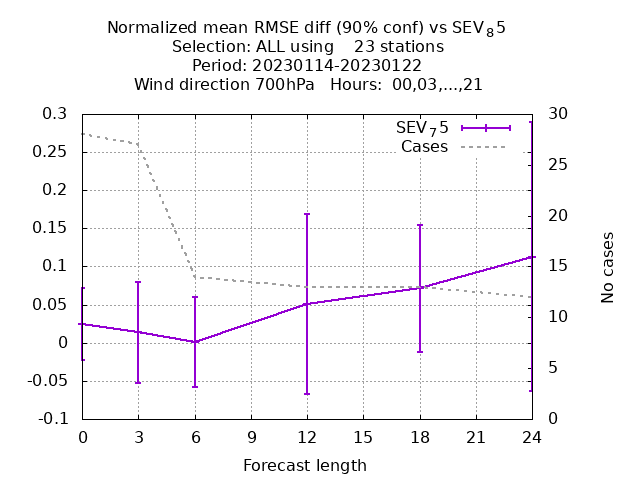 Normalized mean RMSE diff (90% conf) vs SEV₈5
Selection: ALL using    23 stations
Period: 20230114-20230122
Wind direction 700hPa   Hours:  00,03,...,21
0.3
0.25
0.2
0.15
0.1
0.05
0
-0.05
-0.1
SEV₇5
Cases
30
25
20
15
10
5
0
No cases
0 3 6 9 12 15 18 21 24
Forecast length